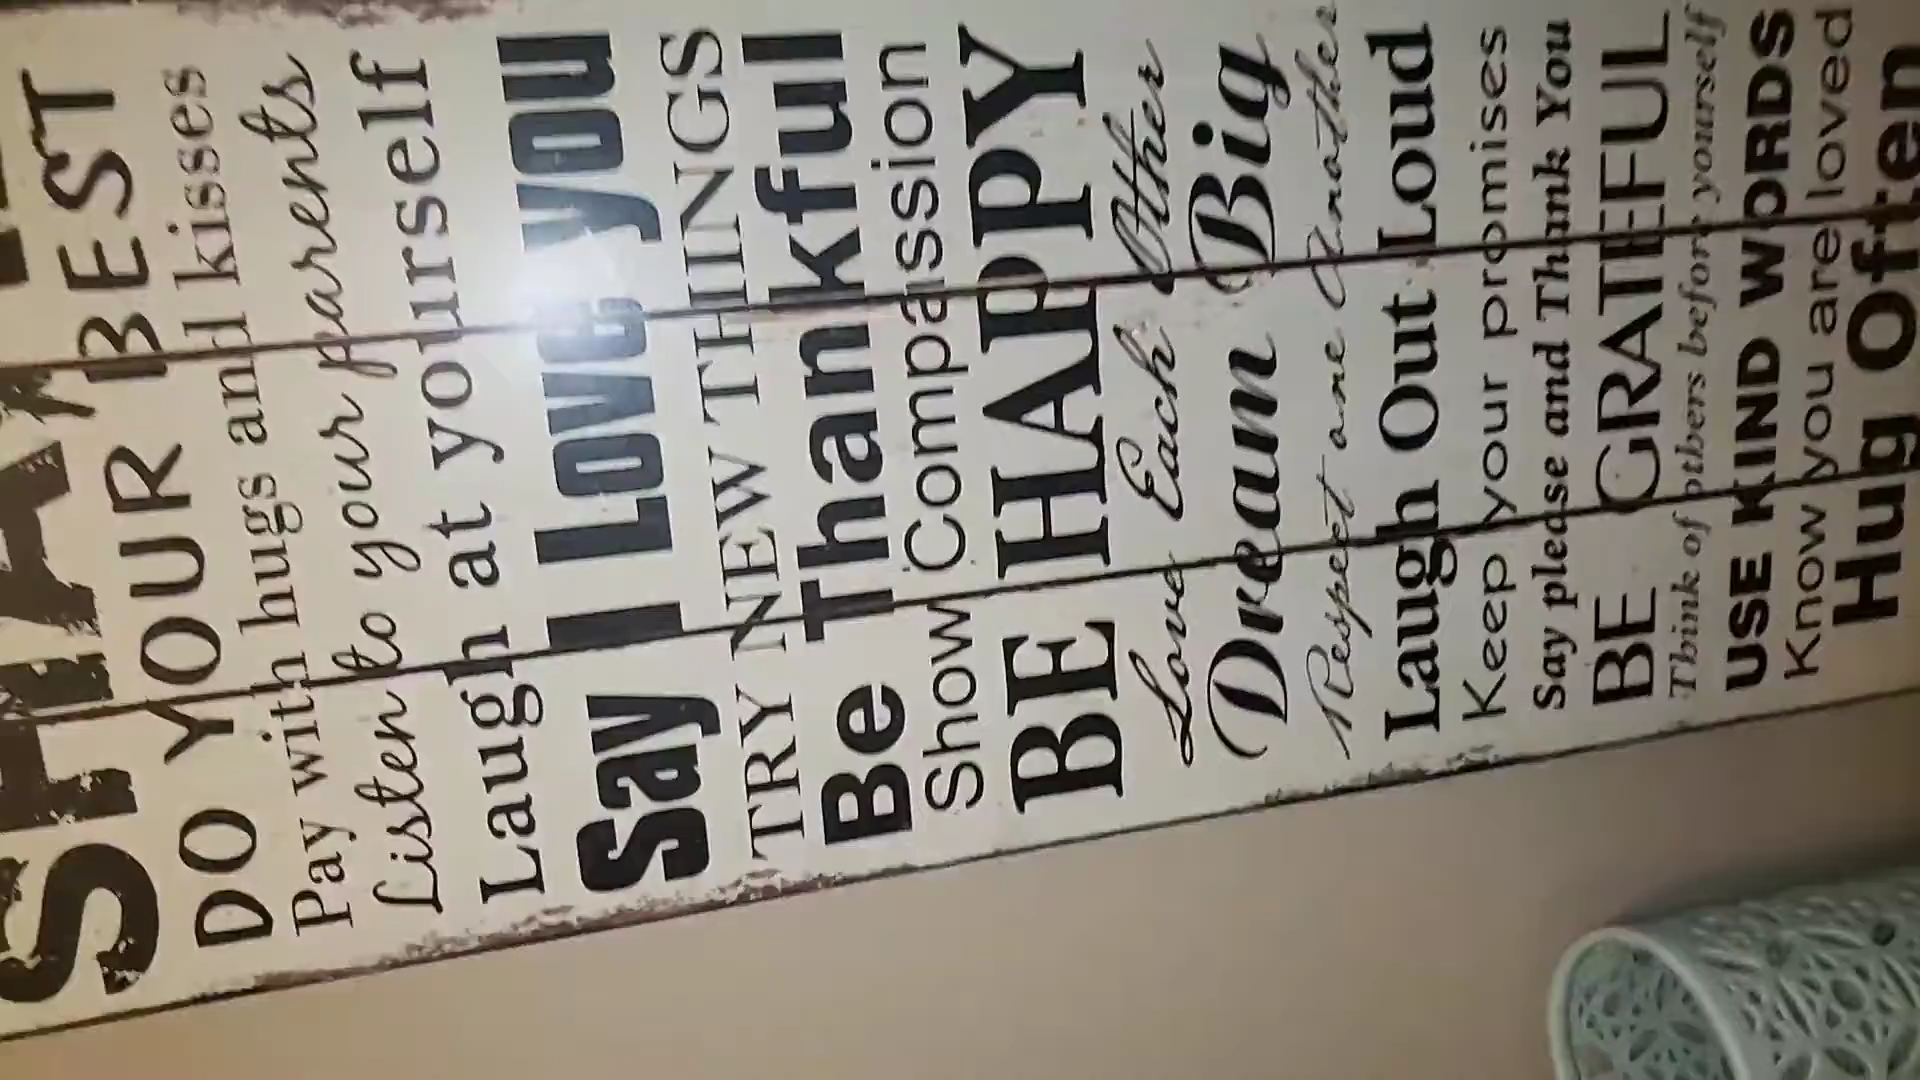 SHARE
DO YOUR BEST
Pay with hugs and kisses
Listen to your parents
Laugh at yourself
Say I Love you
TRY NEW THINGS
Be Thankful
Show Compassion
BE HAPPY
Love Each Other
Dream Big
Respect one Another
Laugh Out Loud
Keep your promises
Say please and Thank You
BE GRATEFUL
Think of others before yourself
USE KIND WORDS
Know you are loved
Hug Often